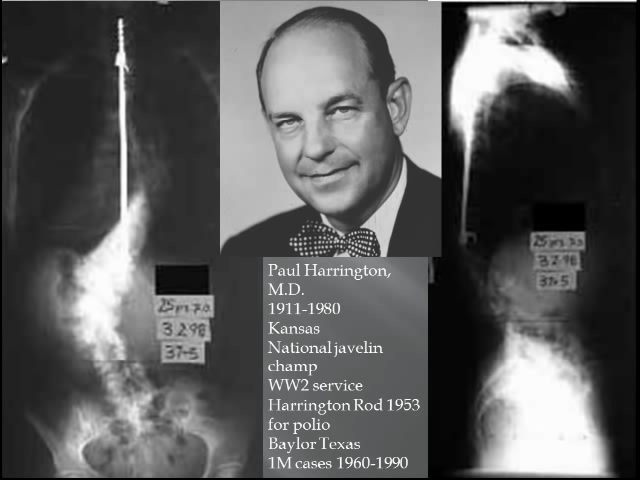 Paul Harrington,
M.D.
1911-1980
Kansas
National javelin
champ
WW2 service
Harrington Rod 1953
for polio
Baylor Texas
1M cases 1960-1990
3.2.98
37+5
3.2.98
37+5